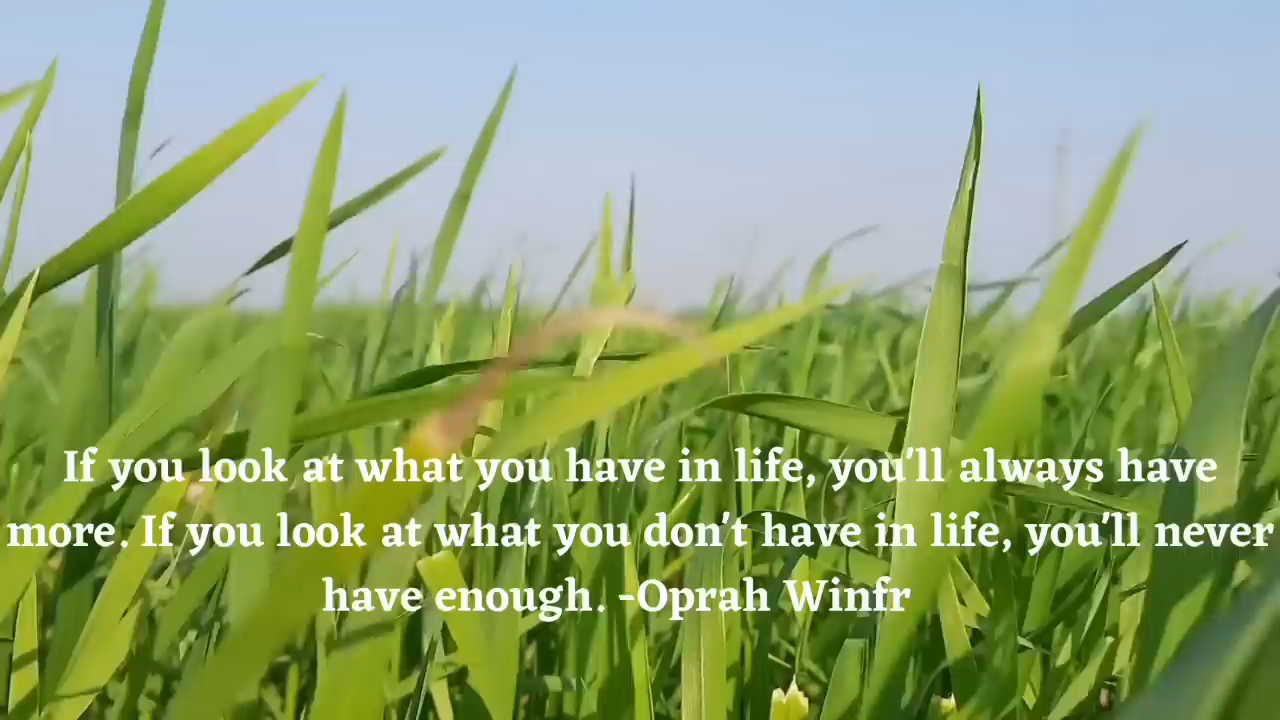 If you look at what you have in life, you'll always have
more. If you look at what you don't have in life, you'll never
have enough. -Oprah Winfr